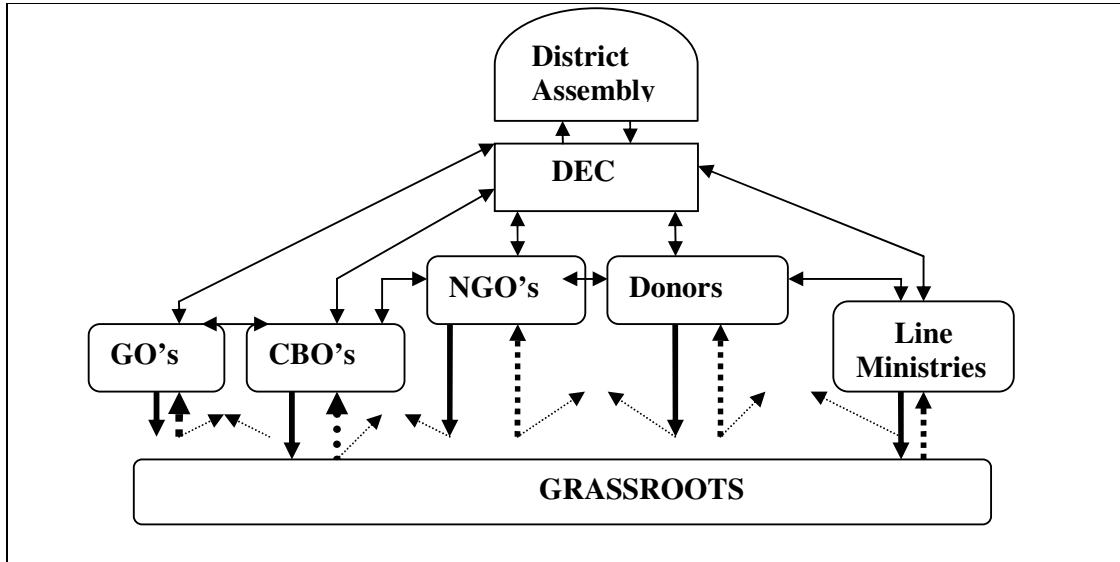 District
Assembly
DEC
NGO's
Donors
GO's
CBO's
Line
Ministries
GRASSROOTS